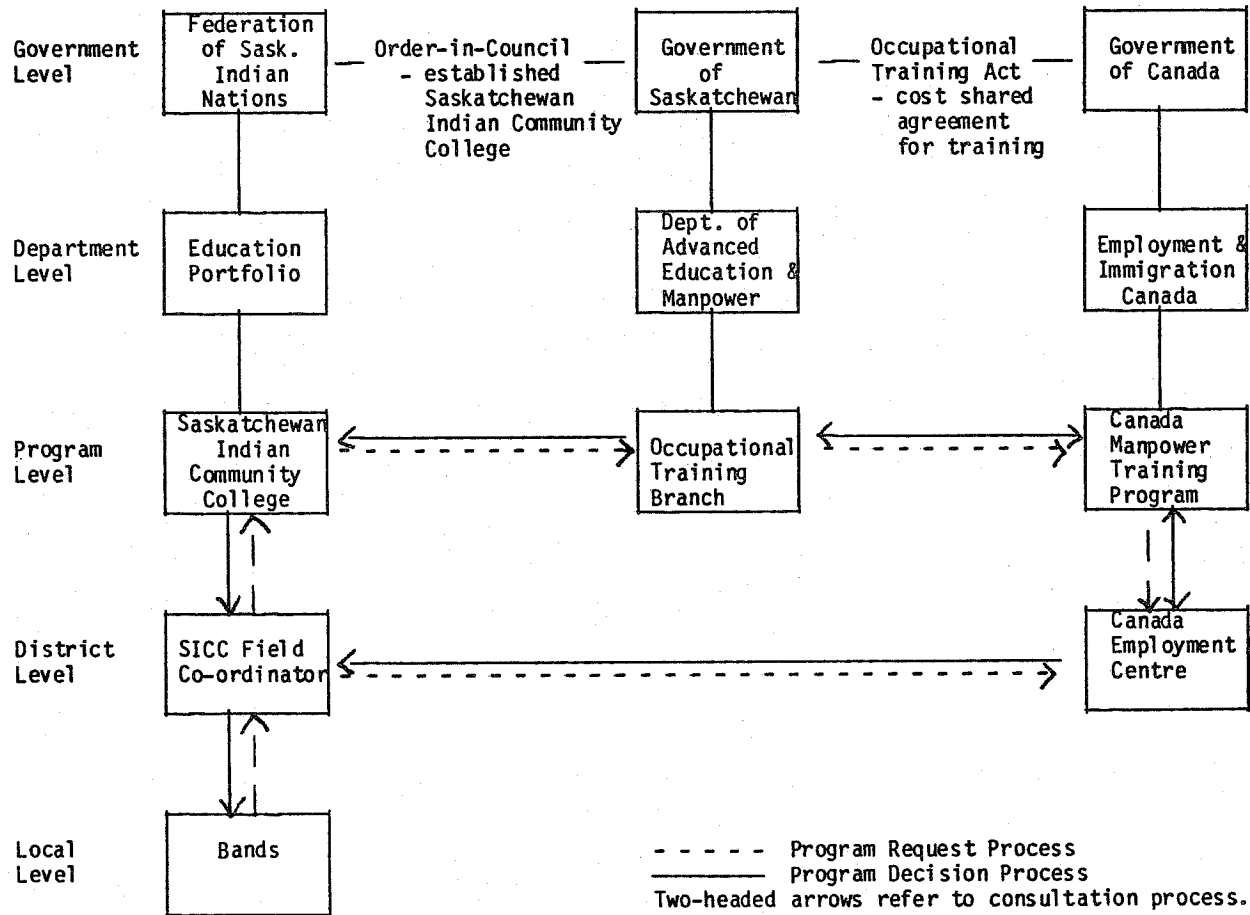 Government
Level
Federation
of Sask.
Indian
Nations
Order-in-Council
- established
Saskatchewan
Indian Community
College
Government
of
Saskatchewan
Occupational
Training Act
- cost shared
agreement
for training
Government
of Canada
Department
Level
Education
Portfolio
Dept. of
Advanced
Education &
Manpower
Employment &
Immigration
Canada
Program
Level
Saskatchewan
Indian
Community
College
Occupational
Training
Branch
Canada
Manpower
Training
Program
District
Level
SICC Field
Co-ordinator
Canada
Employment
Centre
Local
Level
Bands
Program Request Process
Program Decision Process
Two-headed arrows refer to consultation process.